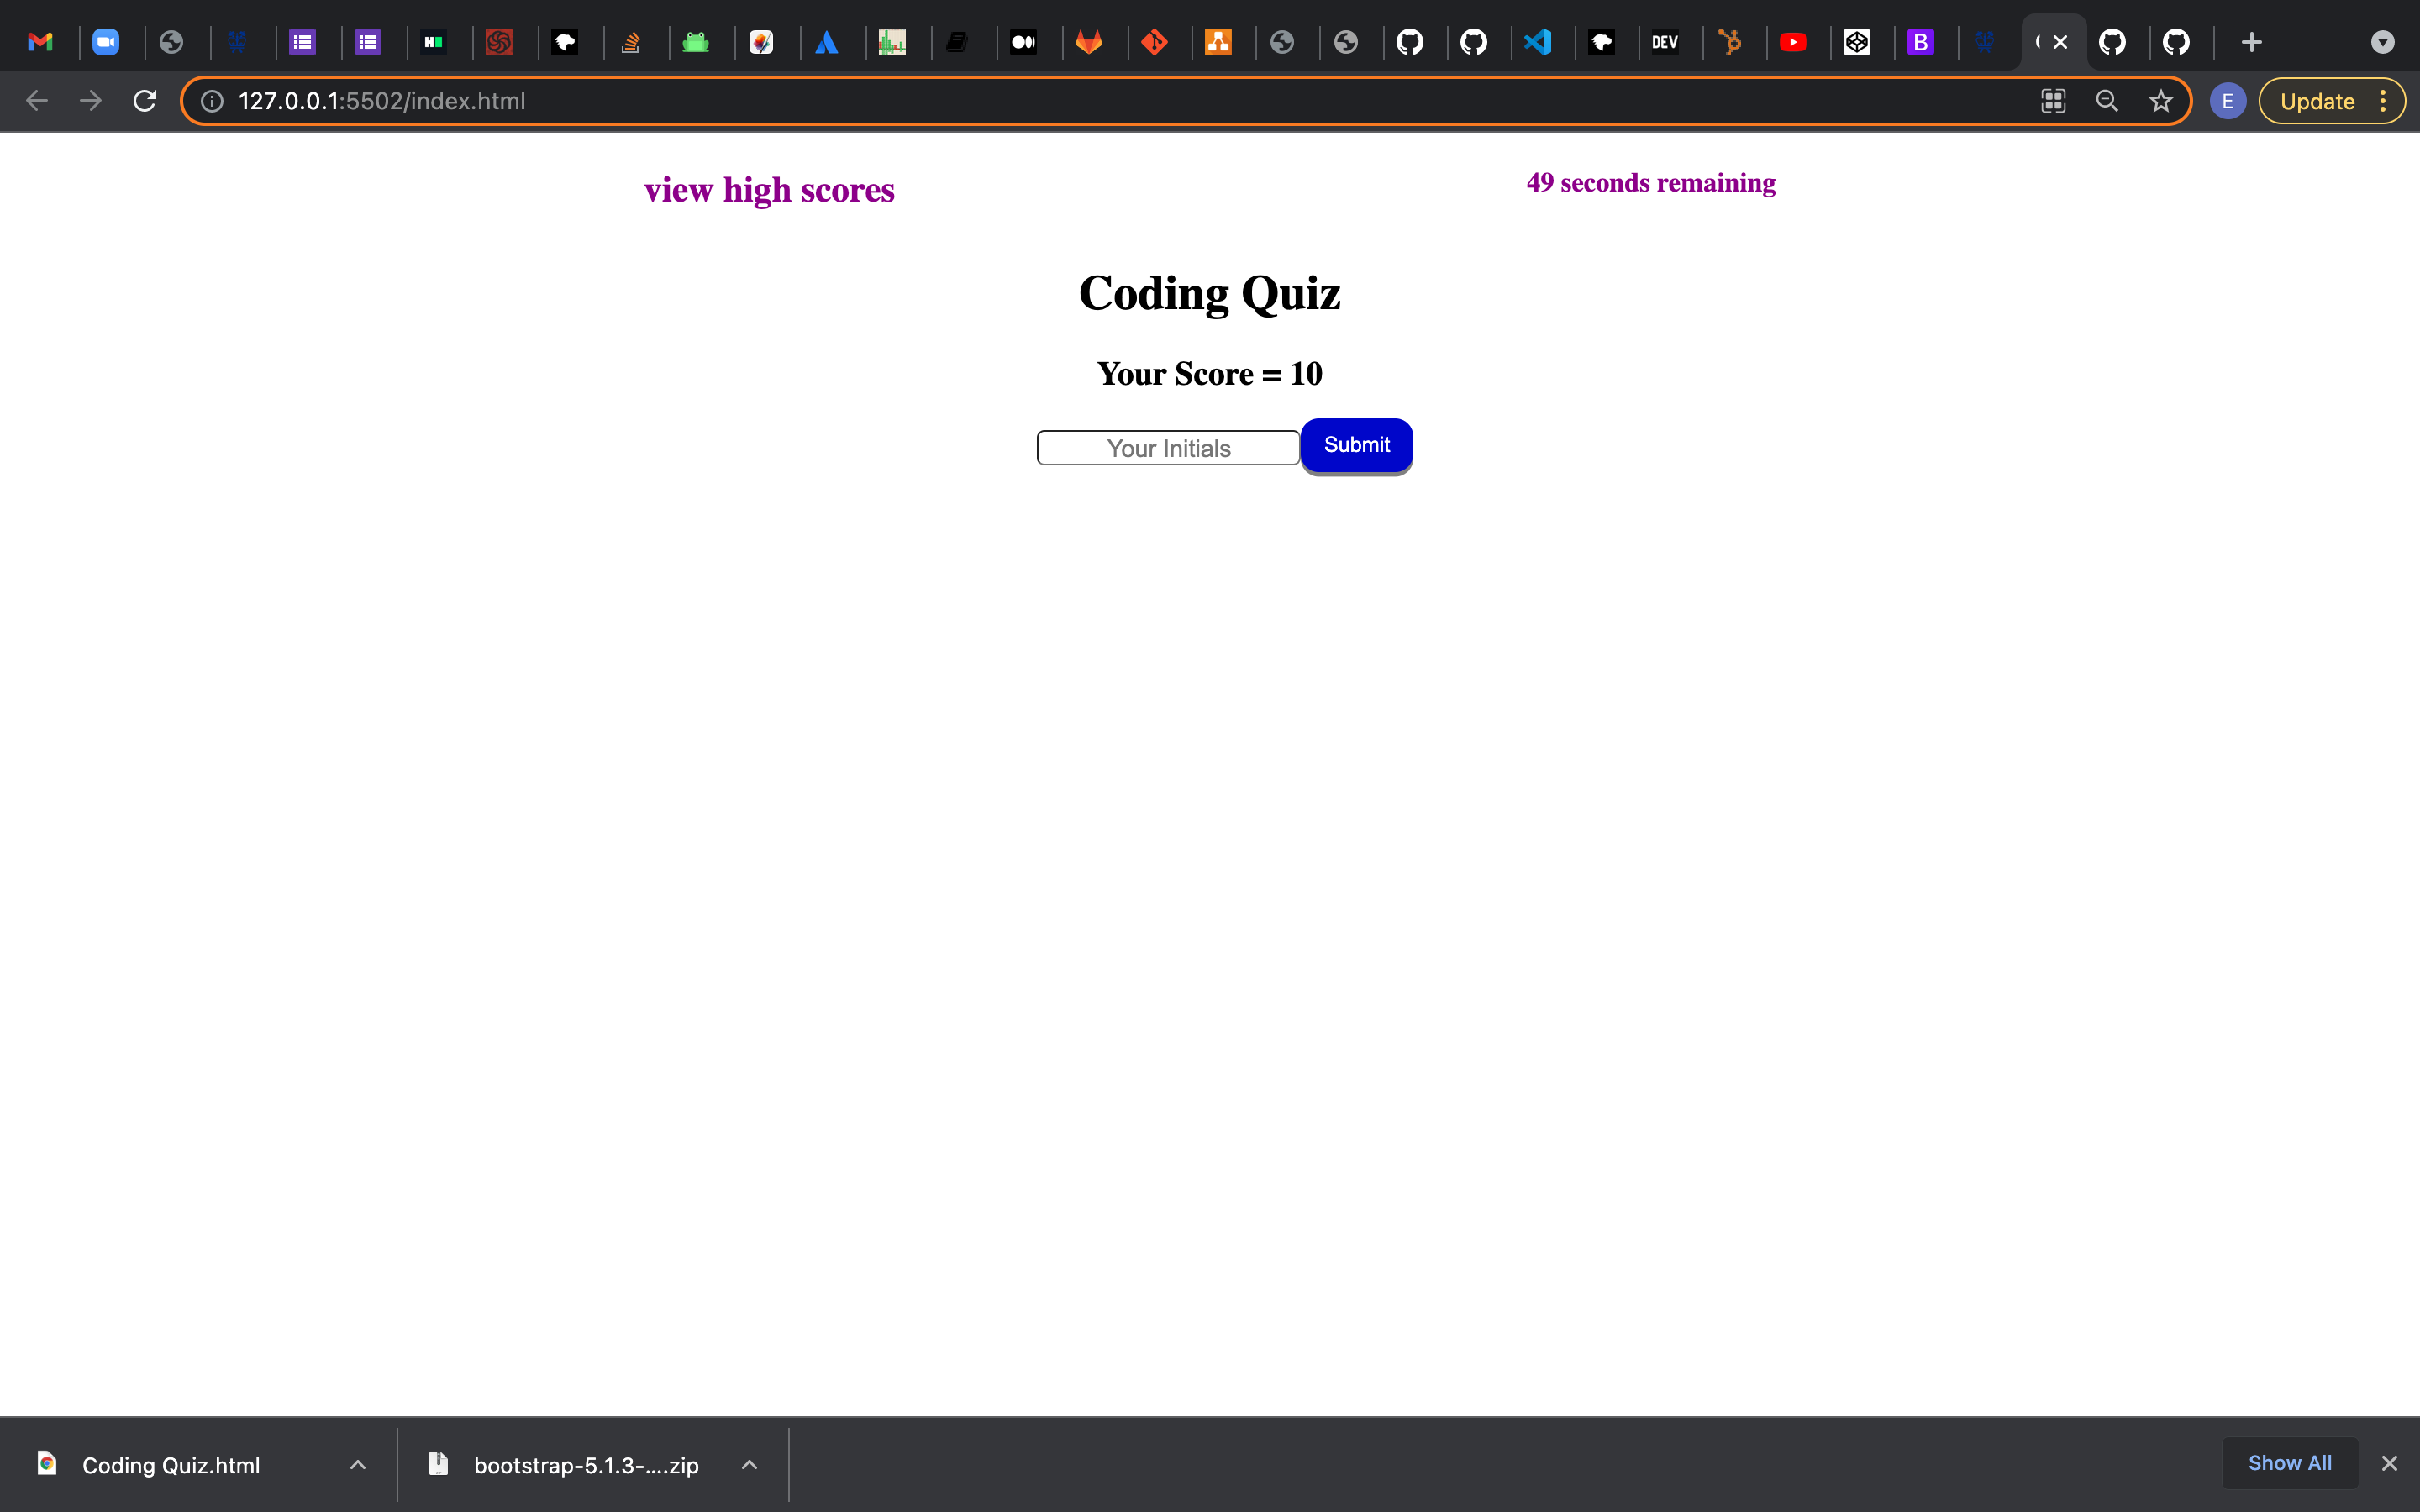 DEV
B
127.0.0.1:5502/index.html
E
Update
view high scores
49 seconds remaining
Coding Quiz
Your Score = 10
Your Initials
Submit
Coding Quiz.html
bootstrap-5.1.3-....zip
Show All